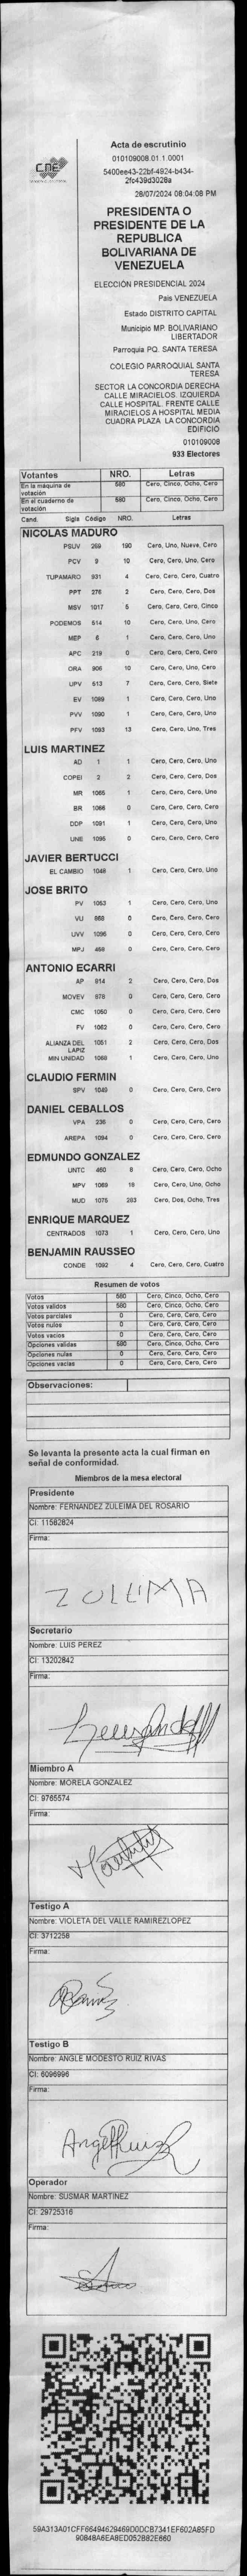 CNE
Acta de escrutinio
010109008.01.1.0001
5400ee43-22bf-4924-b434-
2fc439d3028a
28/07/2024 08:04:08 PM
PRESIDENTA O
PRESIDENTE DE LA
REPUBLICA
BOLIVARIANA DE
VENEZUELA
ELECCIÓN PRESIDENCIAL 2024
Pais VENEZUELA
Estado DISTRITO CAPITAL
Municipio MP. BOLIVARIANO
LIBERTADOR
Parroquia PQ. SANTA TERESA
COLEGIO PARROQUIAL SANTA
TERESA
SECTOR LA CONCORDIA DERECHA
CALLE MIRACIELOS. IZQUIERDA
CALLE HOSPITAL. FRENTE CALLE
MIRACIELOS A HOSPITAL MEDIA
CUADRA PLAZA LA CONCORDIA
EDIFICIO
010109008
933 Electores
Votantes NRO. Letras
En la máquina de votación 580 Cero, Cinco, Ocho, Cero
En el cuaderno de votación 580 Cero, Cinco, Ocho, Cero
Cand. Sigla Código NRO. Letras
NICOLAS MADURO
PSUV 269 190 Cero, Uno, Nueve, Cero
PCV 9 10 Cero, Cero, Uno, Cero
TUPAMARO 931 4 Cero, Cero, Cero, Cuatro
PPT 276 2 Cero, Cero, Cero, Dos
MSV 1017 5 Cero, Cero, Cero, Cinco
PODEMOS 514 10 Cero, Cero, Uno, Cero
MEP 6 1 Cero, Cero, Cero, Uno
APC 219 0 Cero, Cero, Cero, Cero
ORA 906 10 Cero, Cero, Uno, Cero
UPV 513 7 Cero, Cero, Cero, Siete
EV 1089 1 Cero, Cero, Cero, Uno
PVV 1090 1 Cero, Cero, Cero, Uno
PFV 1093 13 Cero, Cero, Uno, Tres
LUIS MARTINEZ
AD 1 1 Cero, Cero, Cero, Uno
COPEI 2 2 Cero, Cero, Cero, Dos
MR 1065 1 Cero, Cero, Cero, Uno
BR 1066 0 Cero, Cero, Cero, Cero
DDP 1091 1 Cero, Cero, Cero, Uno
UNE 1095 0 Cero, Cero, Cero, Cero
JAVIER BERTUCCI
EL CAMBIO 1048 1 Cero, Cero, Cero, Uno
JOSE BRITO
PV 1053 1 Cero, Cero, Cero, Uno
VU 868 0 Cero, Cero, Cero, Cero
UVV 1096 0 Cero, Cero, Cero, Cero
MPJ 459 0 Cero, Cero, Cero, Cero
ANTONIO ECARRI
AP 814 2 Cero, Cero, Cero, Dos
MOVEV 578 0 Cero, Cero, Cero, Cero
CMC 1050 0 Cero, Cero, Cero, Cero
FV 1062 0 Cero, Cero, Cero, Cero
ALIANZA DEL LAPIZ 1051 2 Cero, Cero, Cero, Dos
MIN UNIDAD 1068 1 Cero, Cero, Cero, Uno
CLAUDIO FERMIN
SPV 1049 0 Cero, Cero, Cero, Cero
DANIEL CEBALLOS
VPA 236 0 Cero, Cero, Cero, Cero
AREPA 1094 0 Cero, Cero, Cero, Cero
EDMUNDO GONZALEZ
UNTC 460 8 Cero, Cero, Cero, Ocho
MPV 1069 18 Cero, Cero, Uno, Ocho
MUD 1075 283 Cero, Dos, Ocho, Tres
ENRIQUE MARQUEZ
CENTRADOS 1073 1 Cero, Cero, Cero, Uno
BENJAMIN RAUSSEO
CONDE 1092 4 Cero, Cero, Cero, Cuatro
Resumen de votos
Votos 580 Cero, Cinco, Ocho, Cero
Votos validos 580 Cero, Cinco, Ocho, Cero
Votos parciales 0 Cero, Cero, Cero, Cero
Votos nulos 0 Cero, Cero, Cero, Cero
Votos vacios 0 Cero, Cero, Cero, Cero
Opciones validas 580 Cero, Cinco, Ocho, Cero
Opciones nulas 0 Cero, Cero, Cero, Cero
Opciones vacias 0 Cero, Cero, Cero, Cero
Observaciones:
Se levanta la presente acta la cual firman en
señal de conformidad.
Miembros de la mesa electoral
Presidente
Nombre: FERNANDEZ ZULEIMA DEL ROSARIO
CI: 11562824
Firma:
ZULEIMA
Secretario
Nombre: LUIS PEREZ
CI: 13202842
Firma:
Miembro A
Nombre: MORELA GONZALEZ
CI: 9765574
Firma:
Testigo A
Nombre: VIOLETA DEL VALLE RAMIREZLOPEZ
CI: 3712256
Firma:
Testigo B
Nombre: ANGLE MODESTO RUIZ RIVAS
CI: 6096996
Firma:
Operador
Nombre: SUSMAR MARTINEZ
CI: 29725316
Firma:
59A313A01CFF66494629469D0DCB7341EF602A85FD
90848A6EA8ED052B82E660